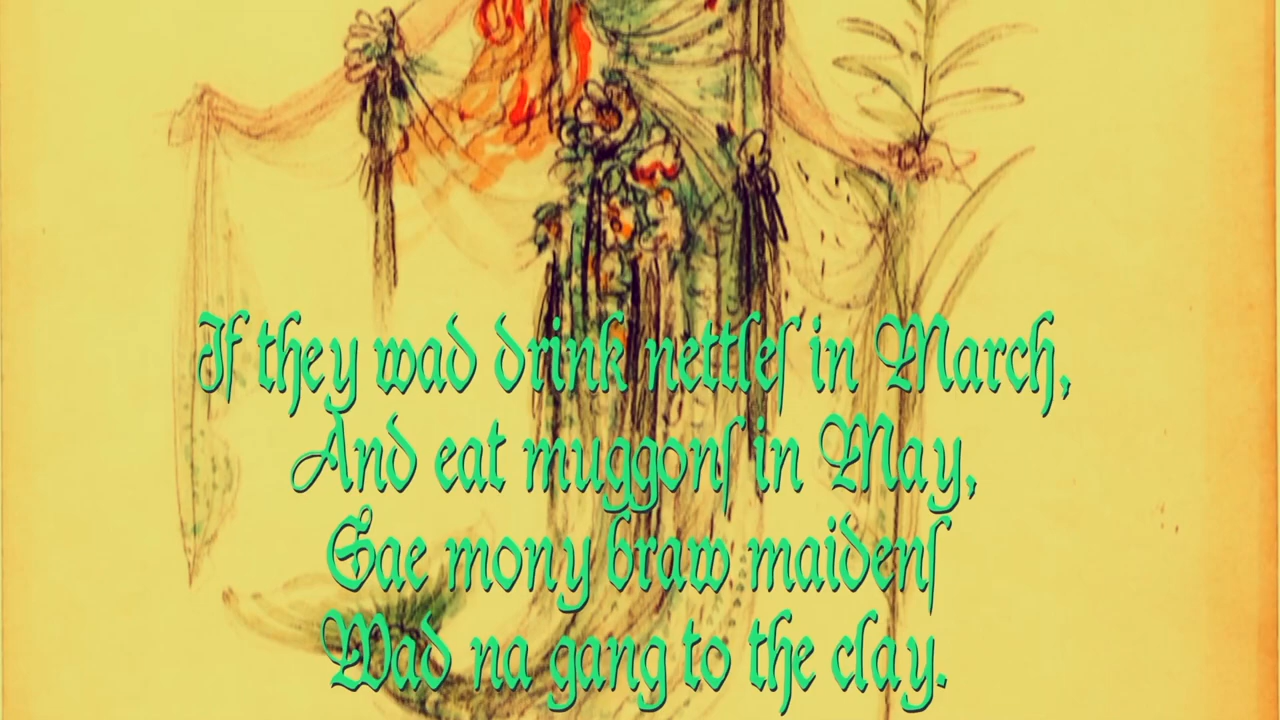 If they wad drink nettles in March,
And eat muggons in May,
Sae mony braw maidens
Wad na gang to the clay.